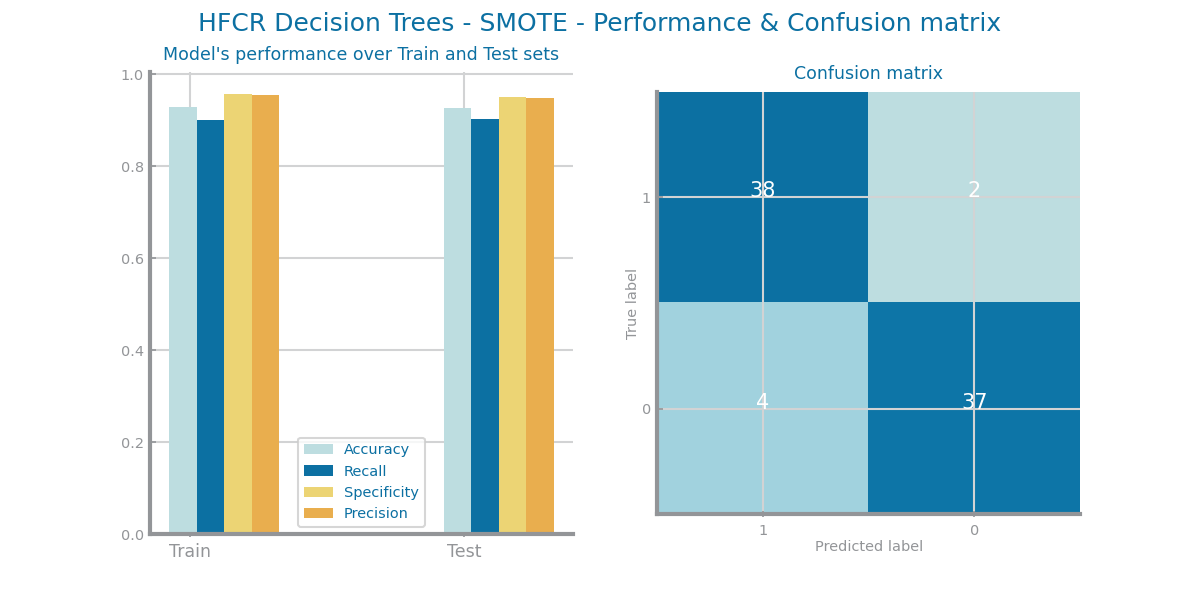 HFCR Decision Trees - SMOTE - Performance & Confusion matrix
Model's performance over Train and Test sets
1.0
0.8
0.6
0.4
0.2
0.0
Train
Test
Accuracy
Recall
Specificity
Precision
Confusion matrix
True label
1
0
38
2
4
37
1
0
Predicted label